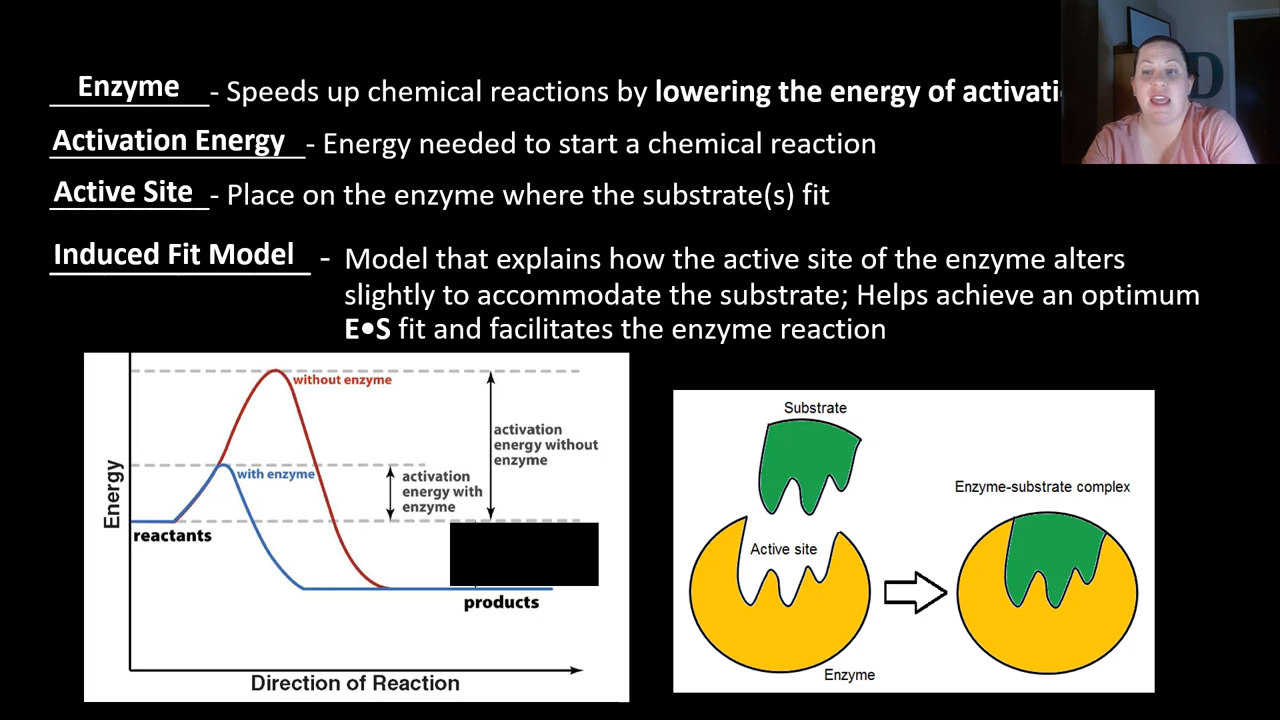 Enzyme - Speeds up chemical reactions by lowering the energy of
Activation Energy - Energy needed to start a chemical reaction
Active Site - Place on the enzyme where the substrate(s) fit
Induced Fit Model - Model that explains how the active site of the enzyme alters
slightly to accommodate the substrate; Helps achieve an optimum
E•S fit and facilitates the enzyme reaction
without enzyme
activation
energy without
enzyme
with enzyme
activation
energy with
enzyme
Energy
reactants
products
Direction of Reaction
Substrate
Enzyme-substrate complex
Active site
Enzyme